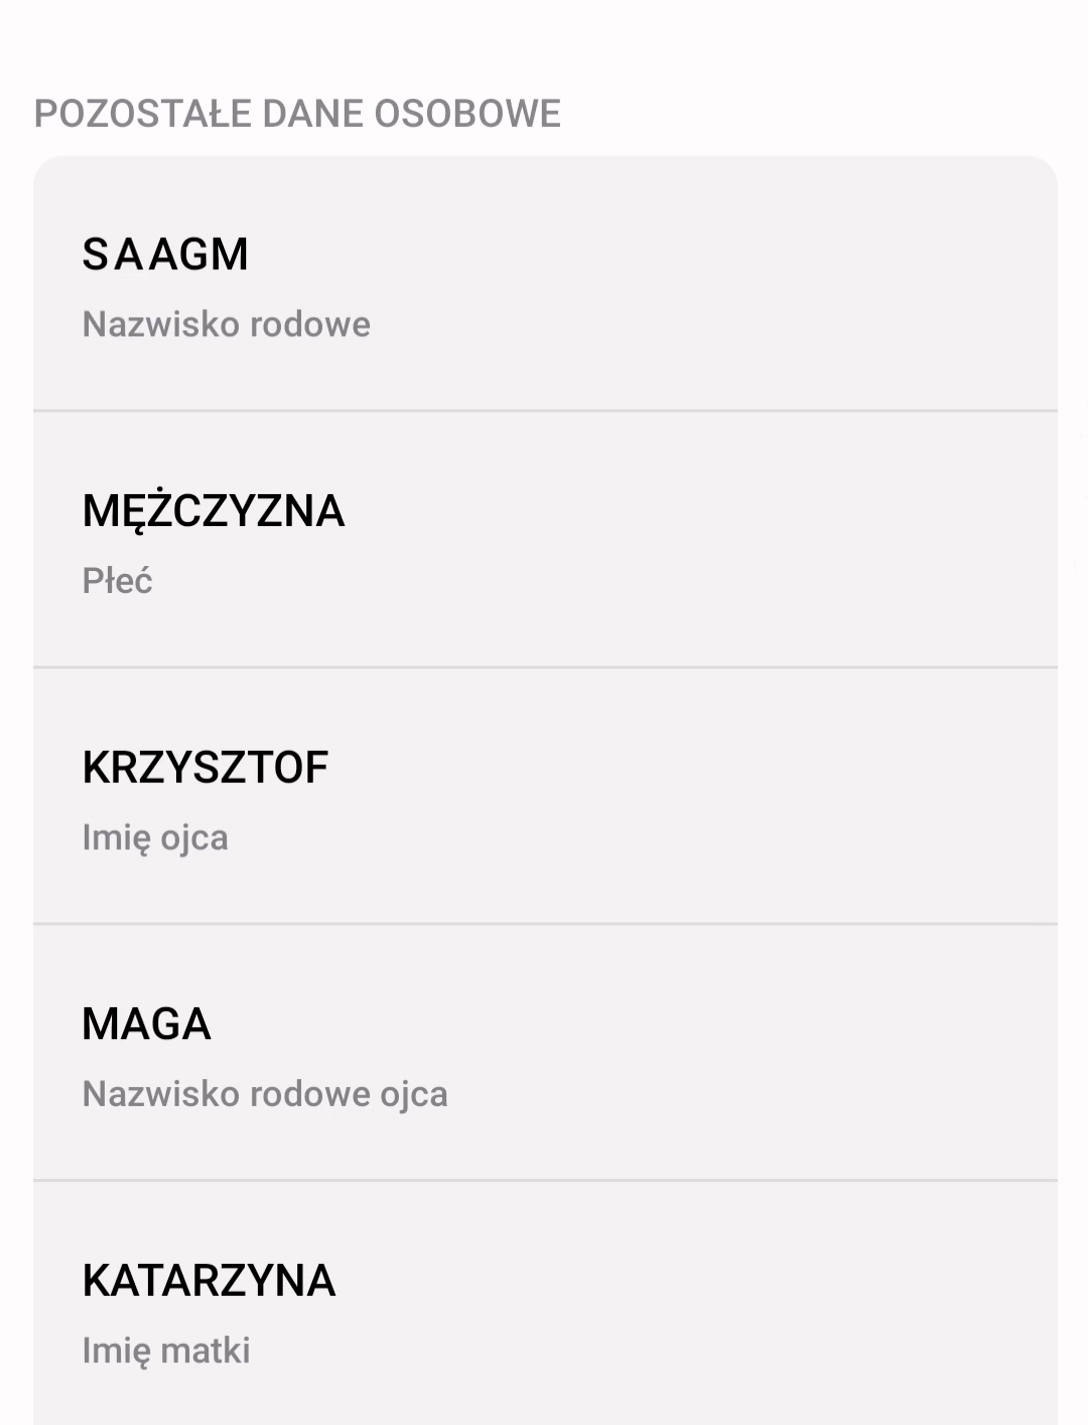 POZOSTAŁE DANE OSOBOWE
SAAGM
Nazwisko rodowe
MĘŻCZYZNA
Płeć
KRZYSZTOF
Imię ojca
MAGA
Nazwisko rodowe ojca
KATARZYNA
Imię matki